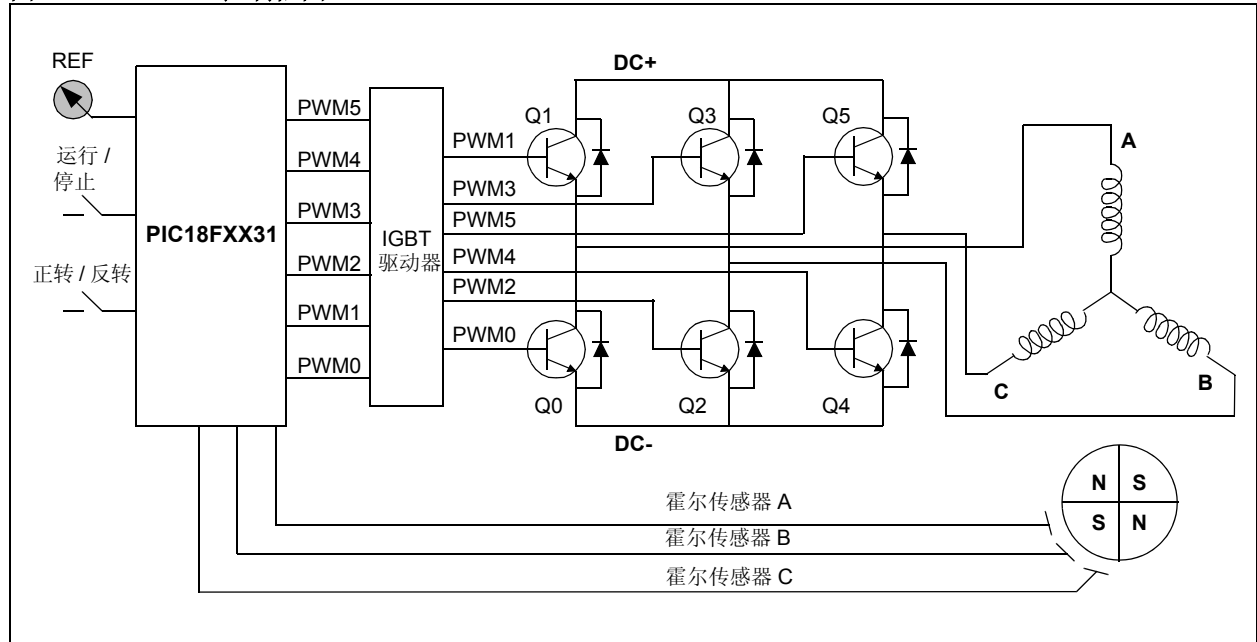 REF
运行 /
停止
正转 / 反转
PIC18FXX31
PWM5
PWM4
PWM3
PWM2
PWM1
PWM0
IGBT
驱动器
PWM1
PWM3
PWM5
PWM4
PWM2
PWM0
DC+
Q1
Q3
Q5
Q0
Q2
Q4
DC-
A
C
B
N S
S N
霍尔传感器 A
霍尔传感器 B
霍尔传感器 C